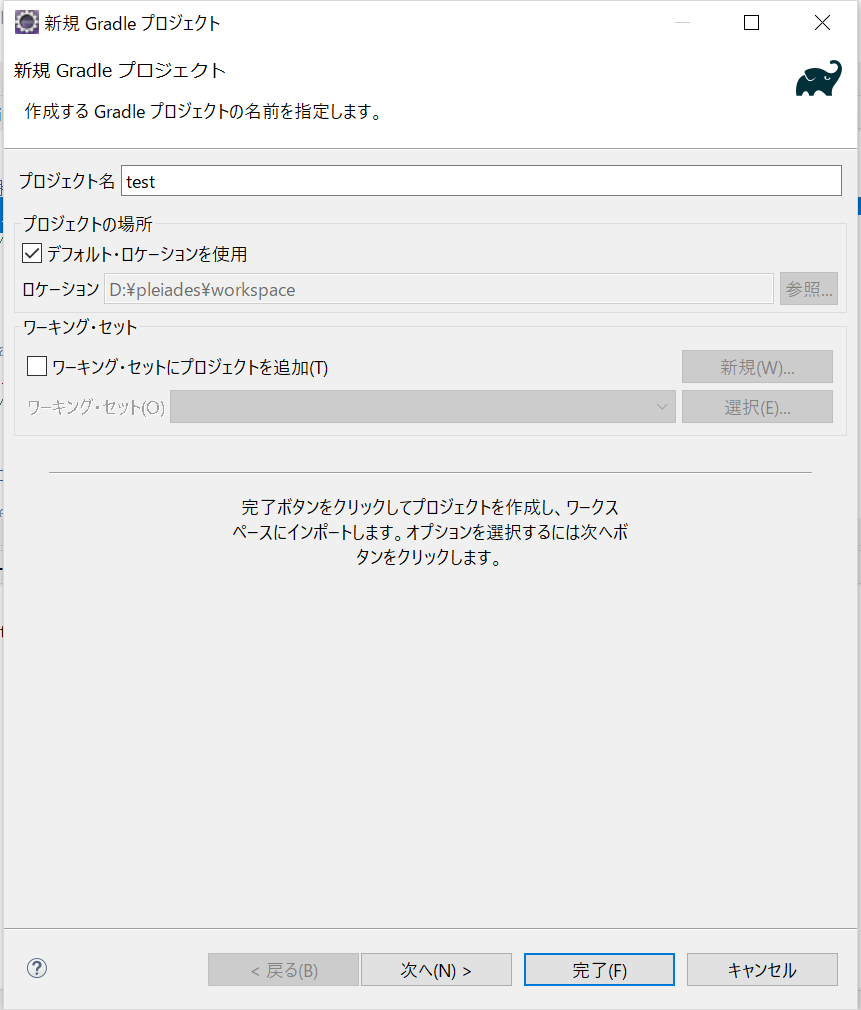 新規 Gradle プロジェクト
新規 Gradle プロジェクト
作成する Gradle プロジェクトの名前を指定します。
プロジェクト名 test
プロジェクトの場所
デフォルト・ロケーションを使用
ロケーション D:¥pleiades¥workspace 参照...
ワーキング・セット
ワーキング・セットにプロジェクトを追加(T) 新規(W)...
ワーキング・セット(O) 選択(E)...
完了ボタンをクリックしてプロジェクトを作成し、ワークス
ペースにインポートします。オプションを選択するには次へボ
タンをクリックします。
< 戻る(B) 次へ(N) > 完了(F) キャンセル